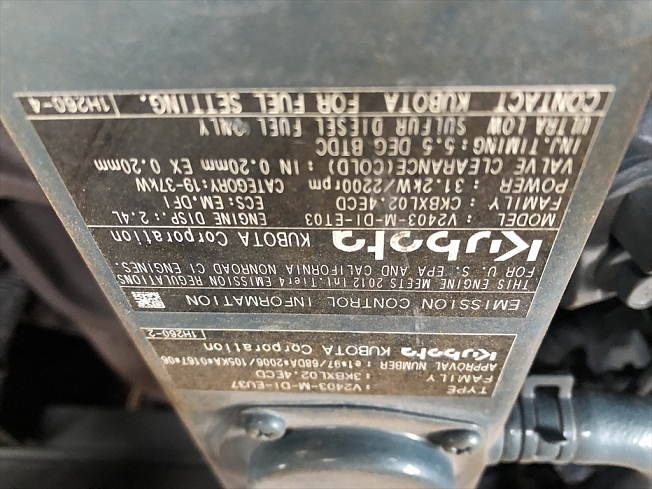 TYPE : V2403-M-DI-EU37
FAMILY : 3KBXL02.4ECD
APPROVAL NUMBER : e1*97/68DA*2006/105KA*0167*06
Kubota KUBOTA Corporation
1H260-2
EMISSION CONTROL INFORMATION
THIS ENGINE MEETS 2012 Int.Tier4 EMISSION REGULATIONS
FOR U. S. EPA AND CALIFORNIA NONROAD CI ENGINES.
Kubota KUBOTA Corporation
MODEL : V2403-M-DI-ET03 ENGINE DISP.: 2.4L
FAMILY : CKBXL02.4ECD ECS: EM-DFI
POWER : 31.2kW/2200rpm CATEGORY:19-37KW
VALVE CLEARANCE(COLD) : IN 0.20mm EX 0.20mm
INJ.TIMING: 5.5 DEG BTDC
ULTRA LOW SULFUR DIESEL FUEL ONLY
CONTACT KUBOTA FOR FUEL SETTING. 1H260-4